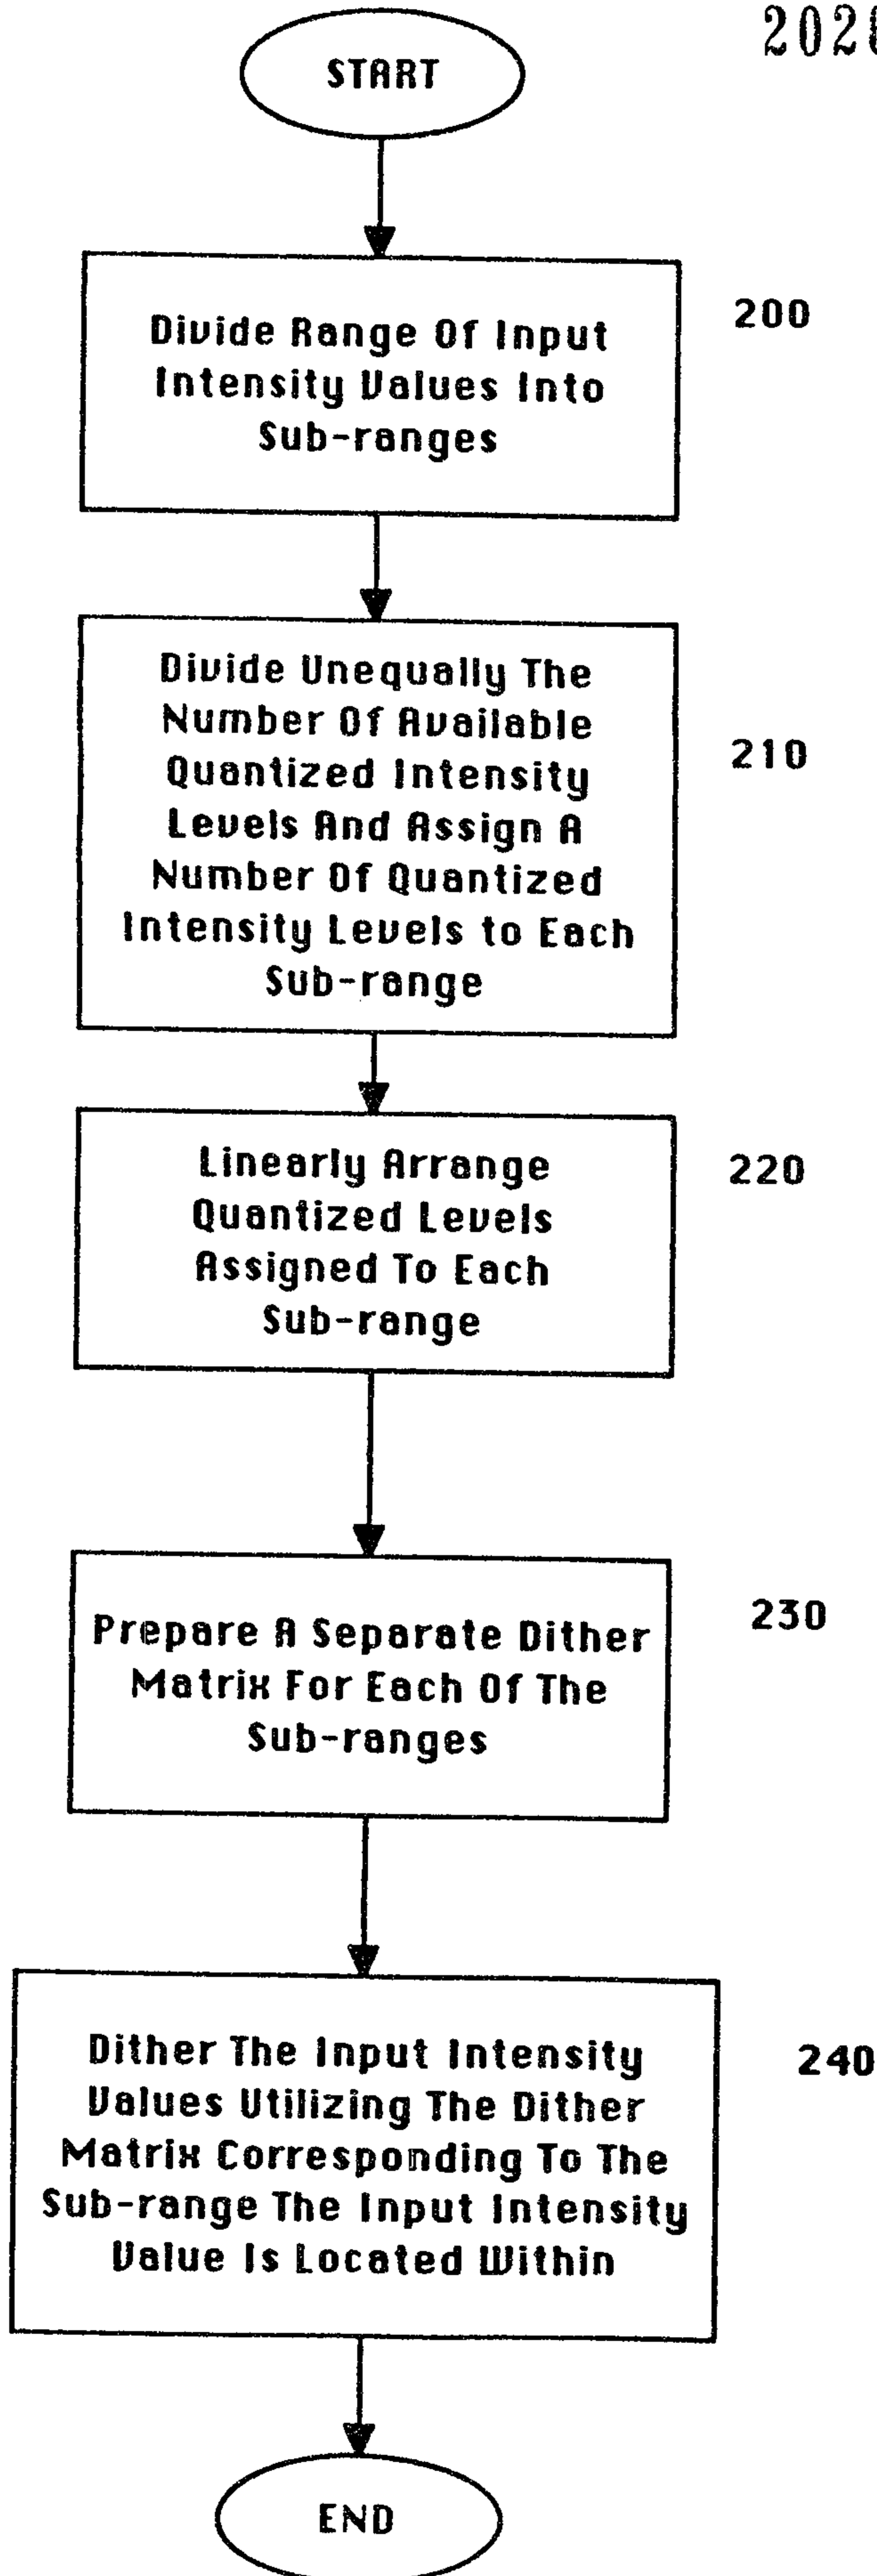 START
Divide Range Of Input
Intensity Values Into
Sub-ranges
200
Divide Unequally The
Number Of Available
Quantized Intensity
Levels And Assign A
Number Of Quantized
Intensity Levels to Each
Sub-range
210
Linearly Arrange
Quantized Levels
Assigned To Each
Sub-range
220
Prepare A Separate Dither
Matrix For Each Of The
Sub-ranges
230
Dither The Input Intensity
Values Utilizing The Dither
Matrix Corresponding To The
Sub-range The Input Intensity
Value Is Located Within
240
END